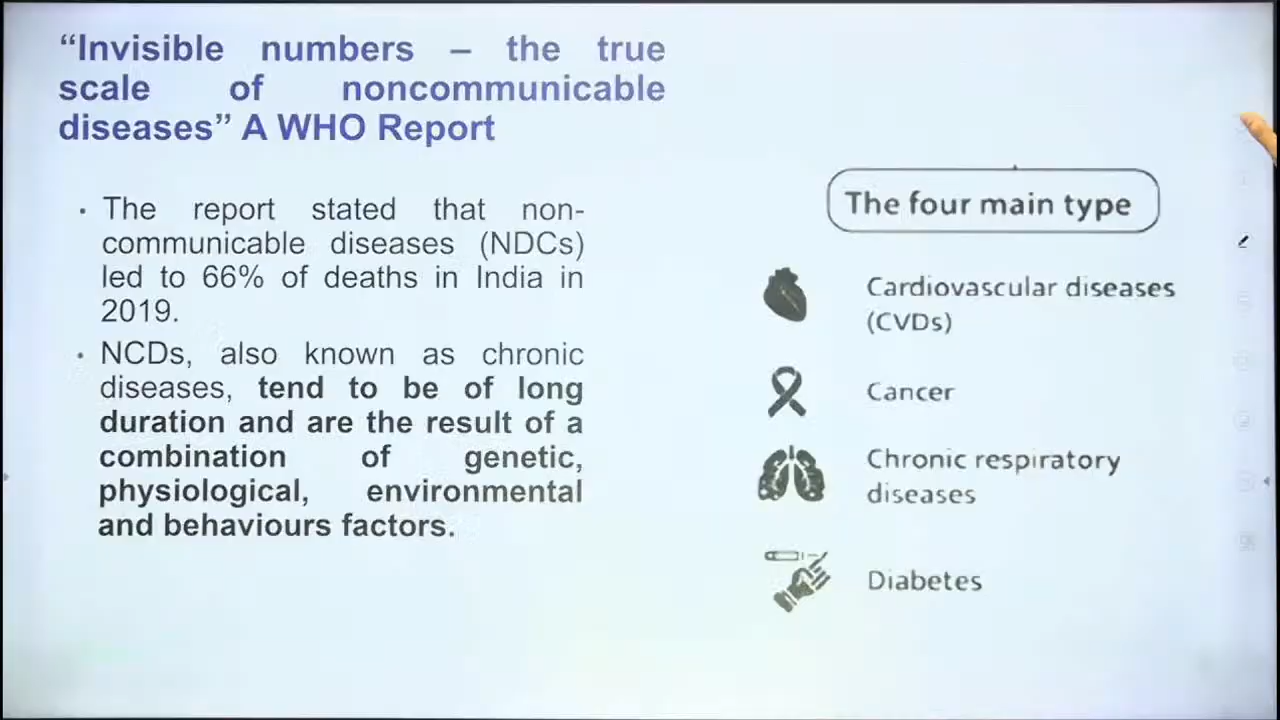 “Invisible numbers – the true
scale of noncommunicable
diseases” A WHO Report
• The report stated that non-
communicable diseases (NDCs)
led to 66% of deaths in India in
2019.
• NCDs, also known as chronic
diseases, tend to be of long
duration and are the result of a
combination of genetic,
physiological, environmental
and behaviours factors.
The four main type
Cardiovascular diseases
(CVDs)
Cancer
Chronic respiratory
diseases
Diabetes